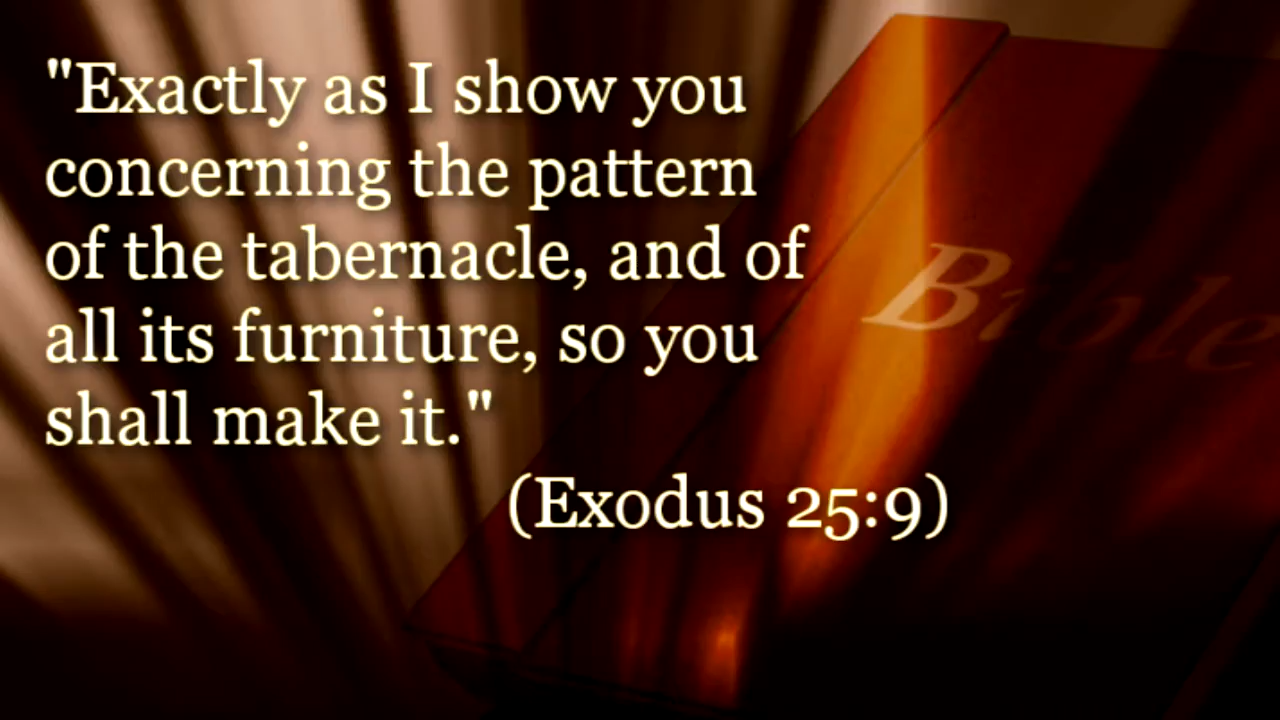 "Exactly as I show you
concerning the pattern
of the tabernacle, and of
all its furniture, so you
shall make it."
(Exodus 25:9)
Bible